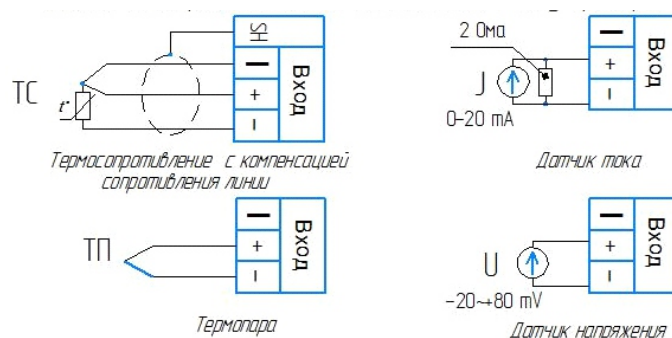 SH
ТС
t°
Вход
–
+
–
Термосопротивление с компенсацией
сопротивления линии
2 Ома
J
0–20 mA
Вход
–
+
–
Датчик тока
ТП
Вход
–
+
–
Термопара
U
–20~+80 mV
Вход
–
+
–
Датчик напряжения